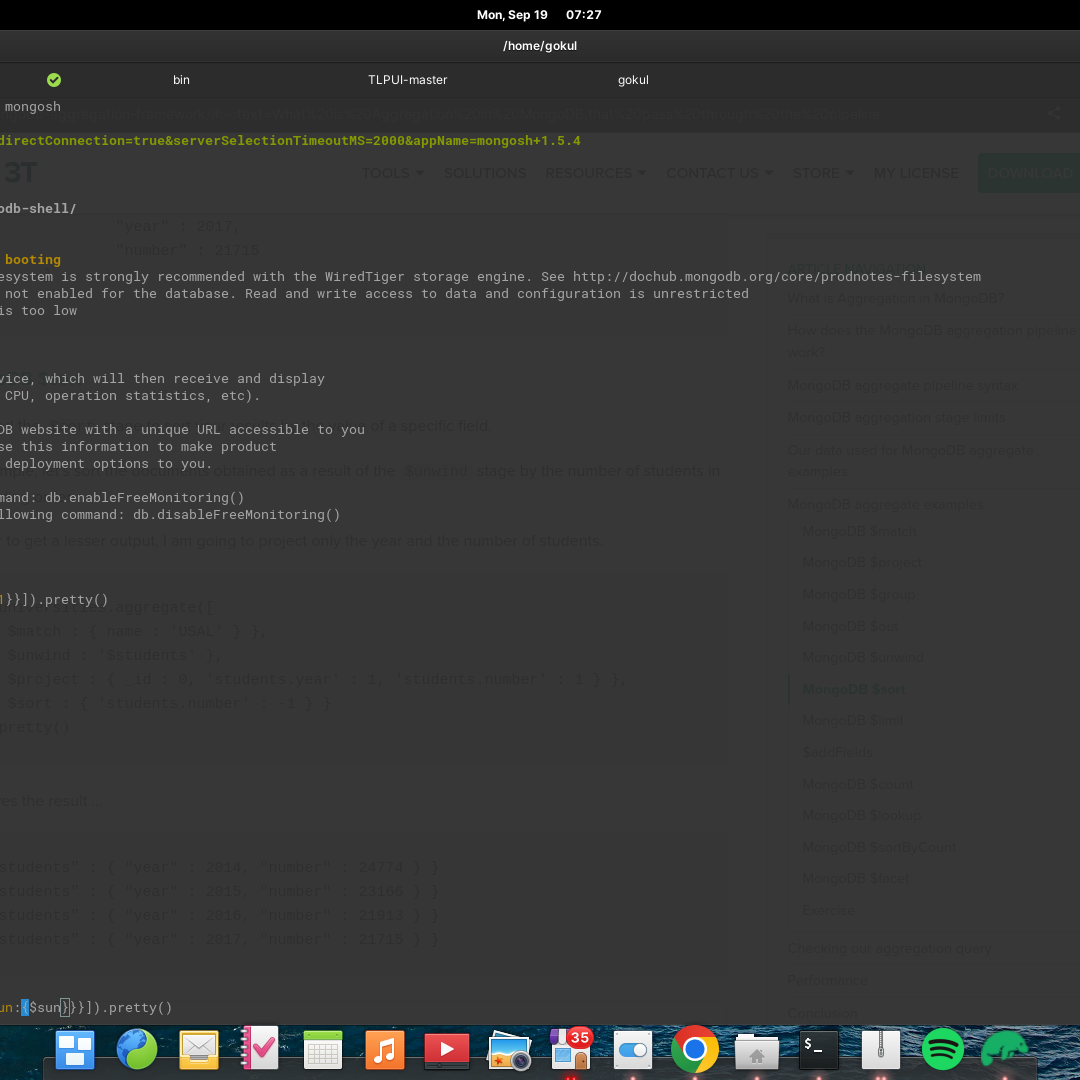 Mon, Sep 19 07:27
/home/gokul
bin TLPUI-master gokul
mongosh
directConnection=true&serverSelectionTimeoutMS=2000&appName=mongosh+1.5.4
3T TOOLS SOLUTIONS RESOURCES CONTACT US STORE MY LICENSE DOWNLOAD
odb-shell/
"year" : 2017,
"number" : 21715
booting
esystem is strongly recommended with the WiredTiger storage engine. See http://dochub.mongodb.org/core/prodnotes-filesystem
not enabled for the database. Read and write access to data and configuration is unrestricted
What is Aggregation in MongoDB?
is too low
How does the MongoDB aggregation pipeline
work?
vice, which will then receive and display
MongoDB aggregate pipeline syntax
CPU, operation statistics, etc).
MongoDB aggregation stage limits
DB website with a unique URL accessible to you
of a specific field
se this information to make product
Our data used for MongoDB aggregate
examples
deployment options to you.
documents obtained as a result of the $unwind stage by the number of students in
mand: db.enableFreeMonitoring()
MongoDB aggregate examples
llowing command: db.disableFreeMonitoring()
MongoDB $match
to get a lesser output, I am going to project only the year and the number of students.
MongoDB $project
MongoDB $group
1}}]).pretty()
.aggregate([
MongoDB $out
$match : { name : 'USAL' } },
$unwind : '$students' },
MongoDB $unwind
$project : { _id : 0, 'students.year' : 1, 'students.number' : 1 } },
MongoDB $sort
$sort : { 'students.number' : -1 } }
MongoDB $limit
pretty()
$addFields
MongoDB $count
es the result ...
MongoDB $lookup
MongoDB $sortByCount
students" : { "year" : 2014, "number" : 24774 } }
MongoDB $facet
students" : { "year" : 2015, "number" : 23166 } }
Exercise
students" : { "year" : 2016, "number" : 21913 } }
students" : { "year" : 2017, "number" : 21715 } }
Checking our aggregation query
Performance
un:{$sun}}}]).pretty()
Conclusion
35
$ _